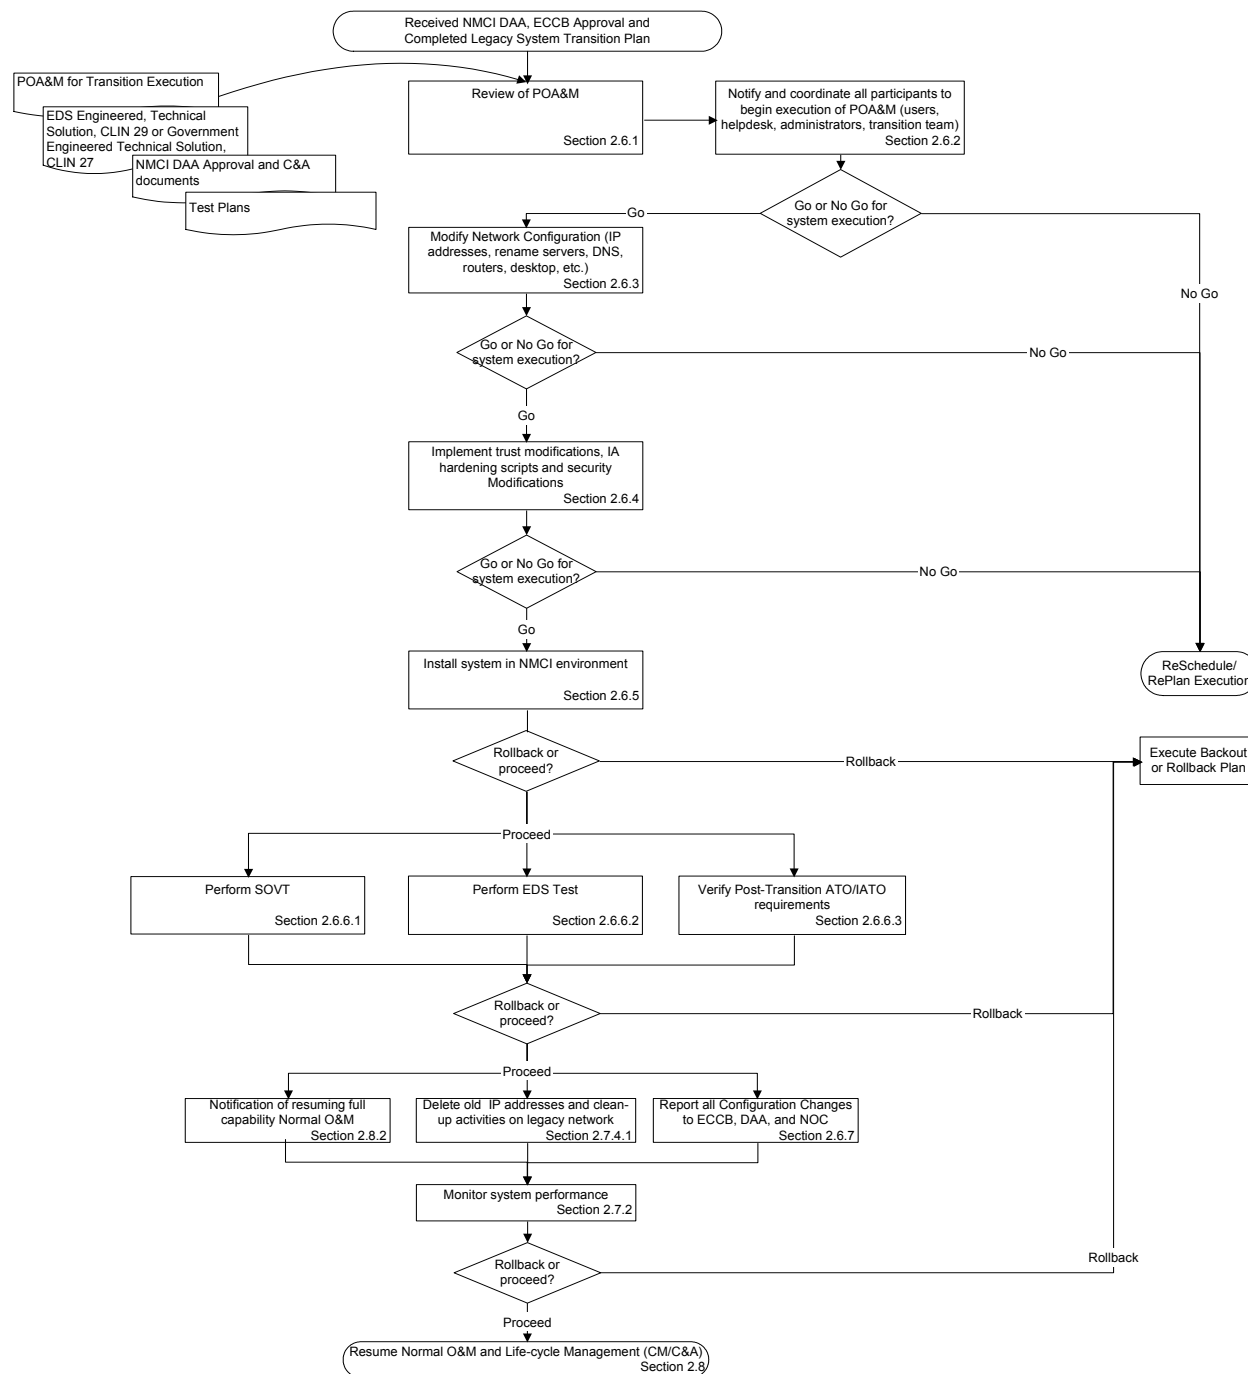 Received NMCI DAA, ECCB Approval and
Completed Legacy System Transition Plan
POA&M for Transition Execution
EDS Engineered, Technical
Solution, CLIN 29 or Government
Engineered Technical Solution,
CLIN 27
NMCI DAA Approval and C&A
documents
Test Plans
Review of POA&M
Section 2.6.1
Notify and coordinate all participants to
begin execution of POA&M (users,
helpdesk, administrators, transition team)
Section 2.6.2
Go or No Go for
system execution?
Go
No Go
Modify Network Configuration (IP
addresses, rename servers, DNS,
routers, desktop, etc.)
Section 2.6.3
Go or No Go for
system execution?
No Go
Go
Implement trust modifications, IA
hardening scripts and security
Modifications
Section 2.6.4
Go or No Go for
system execution?
No Go
Go
Install system in NMCI environment
Section 2.6.5
ReSchedule/
RePlan Execution
Rollback or
proceed?
Rollback
Execute Backout
or Rollback Plan
Proceed
Perform SOVT
Section 2.6.6.1
Perform EDS Test
Section 2.6.6.2
Verify Post-Transition ATO/IATO
requirements
Section 2.6.6.3
Rollback or
proceed?
Rollback
Proceed
Notification of resuming full
capability Normal O&M
Section 2.8.2
Delete old  IP addresses and clean-
up activities on legacy network
Section 2.7.4.1
Report all Configuration Changes
to ECCB, DAA, and NOC
Section 2.6.7
Monitor system performance
Section 2.7.2
Rollback or
proceed?
Rollback
Proceed
Resume Normal O&M and Life-cycle Management (CM/C&A)
Section 2.8